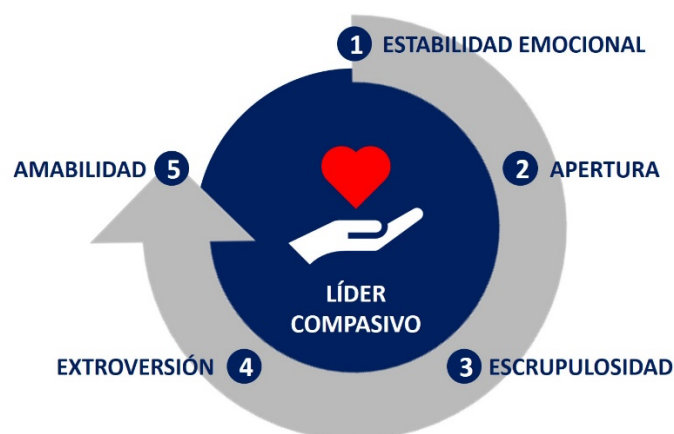 1 ESTABILIDAD EMOCIONAL
2 APERTURA
3 ESCRUPULOSIDAD
4 EXTROVERSIÓN
5 AMABILIDAD
LÍDER
COMPASIVO